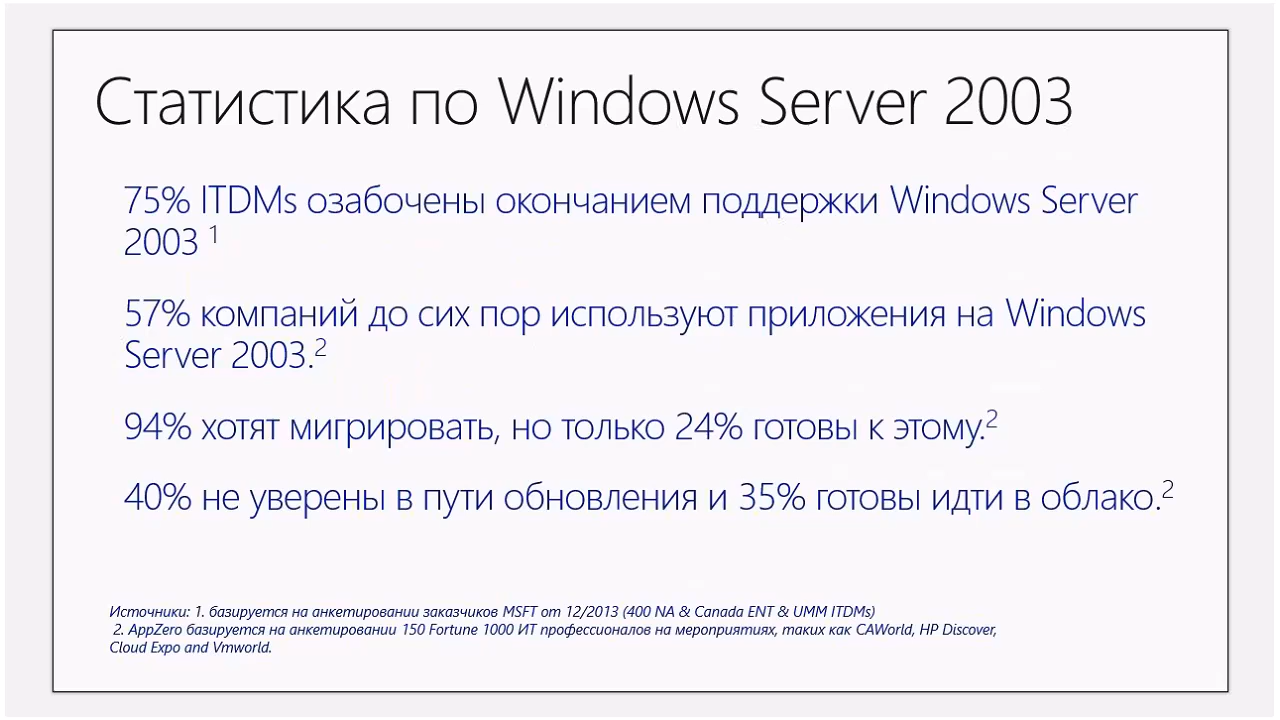 Статистика по Windows Server 2003
75% ITDMs озабочены окончанием поддержки Windows Server
2003 1
57% компаний до сих пор используют приложения на Windows
Server 2003.2
94% хотят мигрировать, но только 24% готовы к этому.2
40% не уверены в пути обновления и 35% готовы идти в облако.2
Источники: 1. базируется на анкетировании заказчиков MSFT от 12/2013 (400 NA & Canada ENT & UMM ITDMs)
2. AppZero базируется на анкетировании 150 Fortune 1000 ИТ профессионалов на мероприятиях, таких как CAWorld, HP Discover,
Cloud Expo and Vmworld.